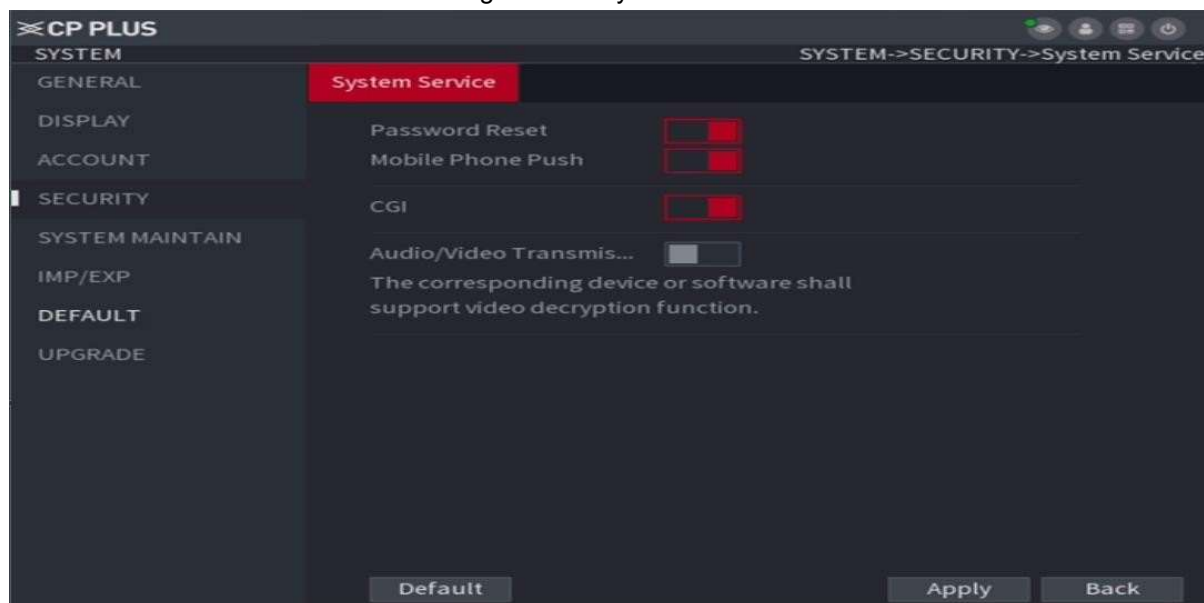 CP PLUS
SYSTEM
SYSTEM->SECURITY->System Service
GENERAL
System Service
DISPLAY
Password Reset
ACCOUNT
Mobile Phone Push
SECURITY
CGI
SYSTEM MAINTAIN
Audio/Video Transmis...
IMP/EXP
The corresponding device or software shall
support video decryption function.
DEFAULT
UPGRADE
Default
Apply
Back